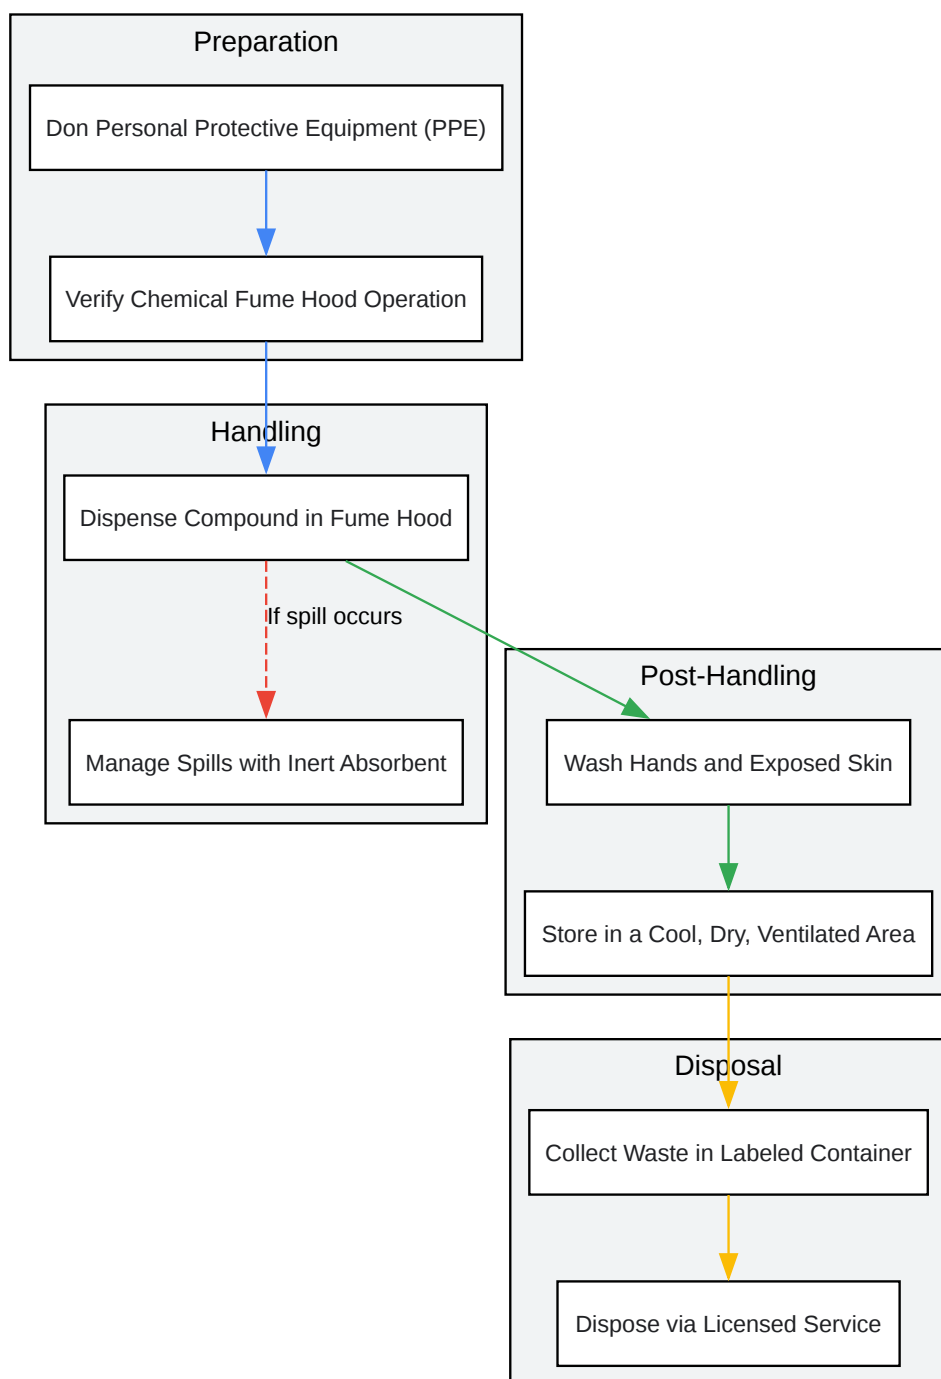 Preparation
Don Personal Protective Equipment (PPE)
Verify Chemical Fume Hood Operation
Handling
Dispense Compound in Fume Hood
If spill occurs
Manage Spills with Inert Absorbent
Post-Handling
Wash Hands and Exposed Skin
Store in a Cool, Dry, Ventilated Area
Disposal
Collect Waste in Labeled Container
Dispose via Licensed Service